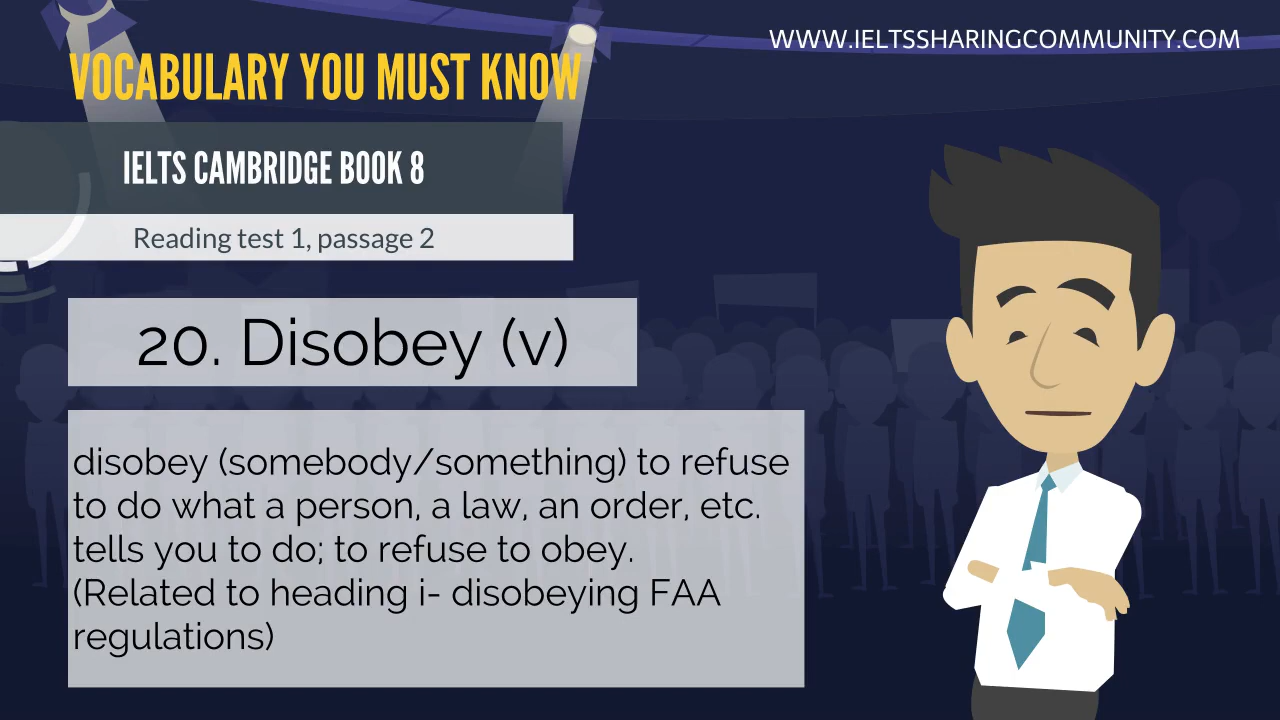 WWW.IELTSSHARINGCOMMUNITY.COM
VOCABULARY YOU MUST KNOW
IELTS CAMBRIDGE BOOK 8
Reading test 1, passage 2
20. Disobey (v)
disobey (somebody/something) to refuse
to do what a person, a law, an order, etc.
tells you to do; to refuse to obey.
(Related to heading i- disobeying FAA
regulations)